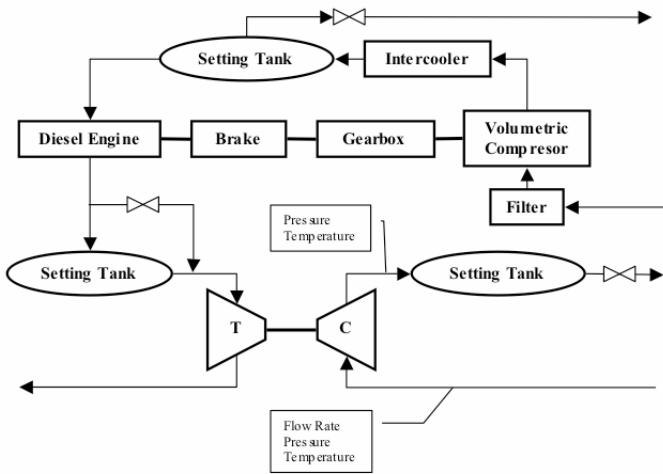 Setting Tank
Intercooler
Diesel Engine
Brake
Gearbox
Volumetric
Compresor
Filter
Pressure
Temperature
Setting Tank
Setting Tank
T
C
Flow Rate
Pressure
Temperature